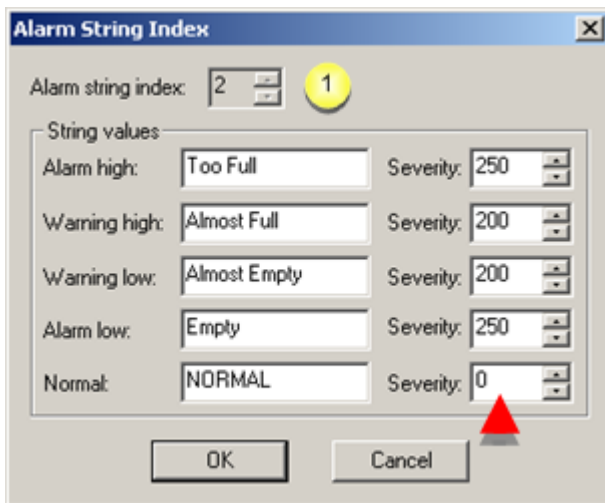 Alarm String Index
Alarm string index: 2 1
String values
Alarm high: Too Full Severity: 250
Warning high: Almost Full Severity: 200
Warning low: Almost Empty Severity: 200
Alarm low: Empty Severity: 250
Normal: NORMAL Severity: 0
OK Cancel